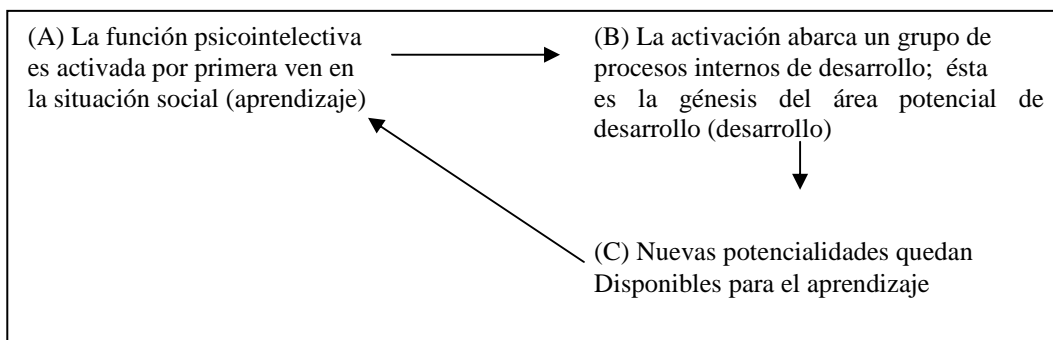 (A) La función psicointelectiva
es activada por primera ven en
la situación social (aprendizaje)
(B) La activación abarca un grupo de
procesos internos de desarrollo; ésta
es la génesis del área potencial de
desarrollo (desarrollo)
(C) Nuevas potencialidades quedan
Disponibles para el aprendizaje